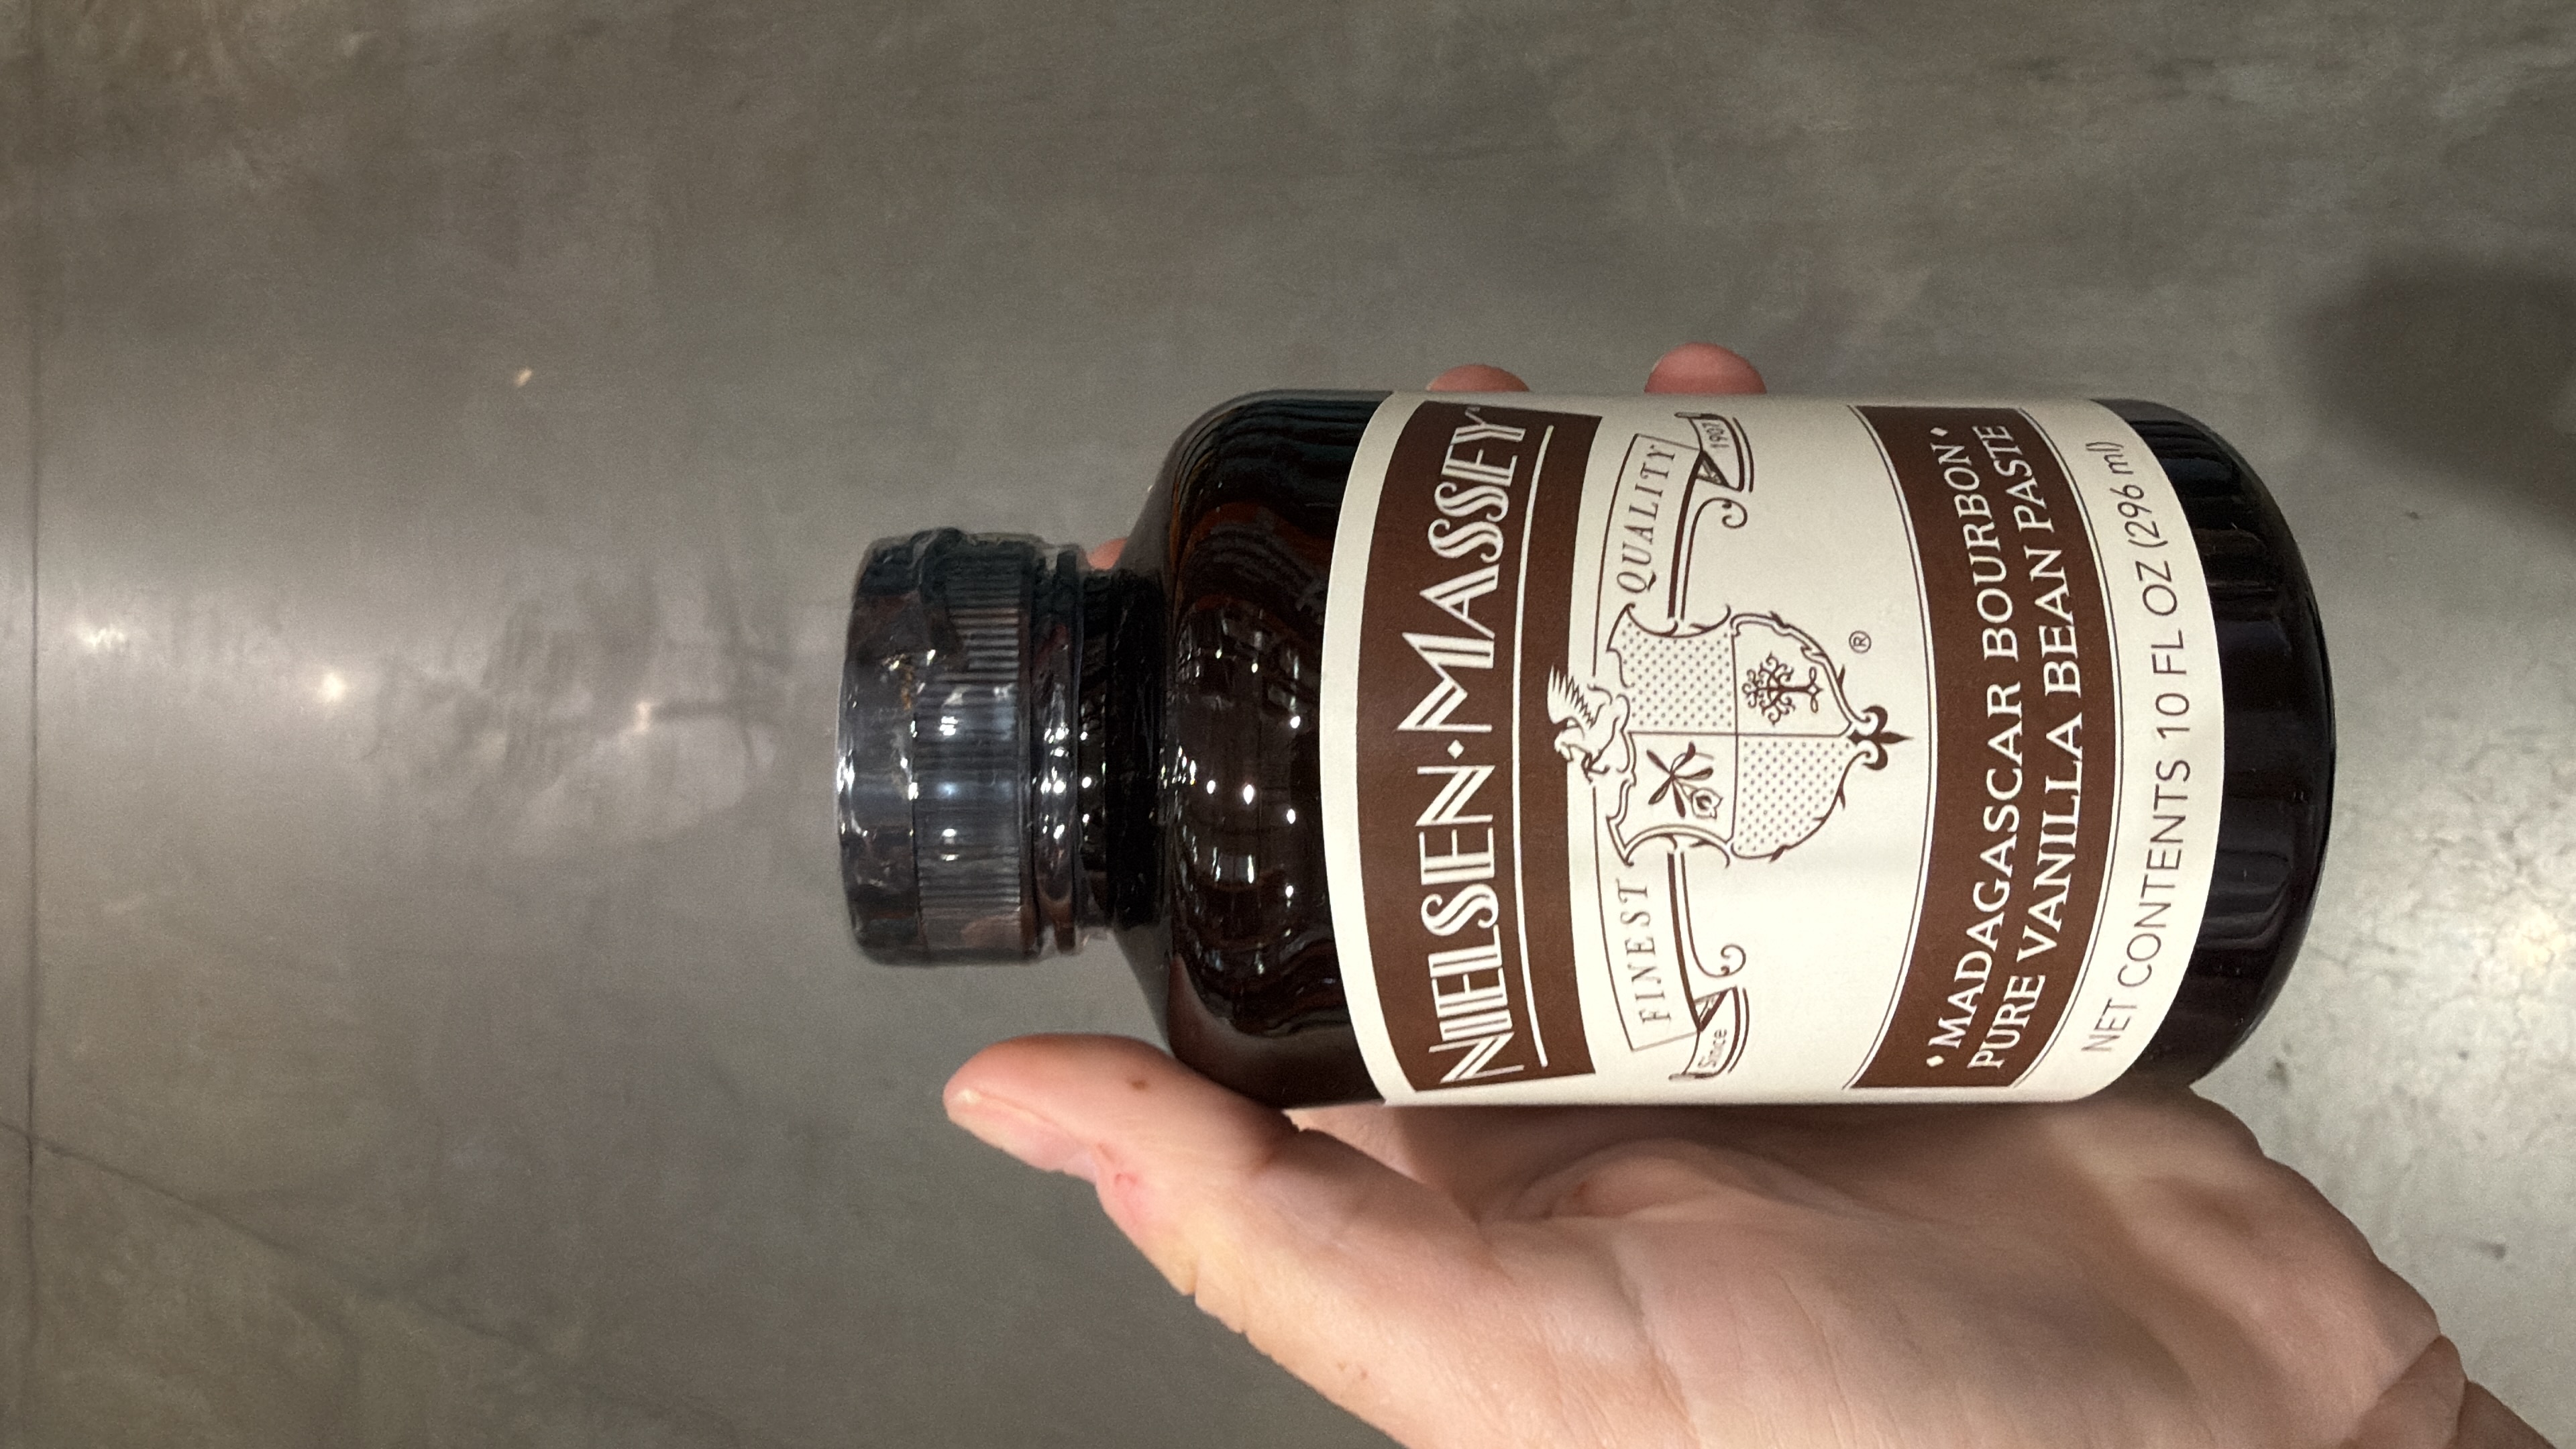 NIELSEN·MASSEY
FINEST QUALITY
Since 1907
®
• MADAGASCAR BOURBON •
PURE VANILLA BEAN PASTE
NET CONTENTS 10 FL OZ (296 ml)